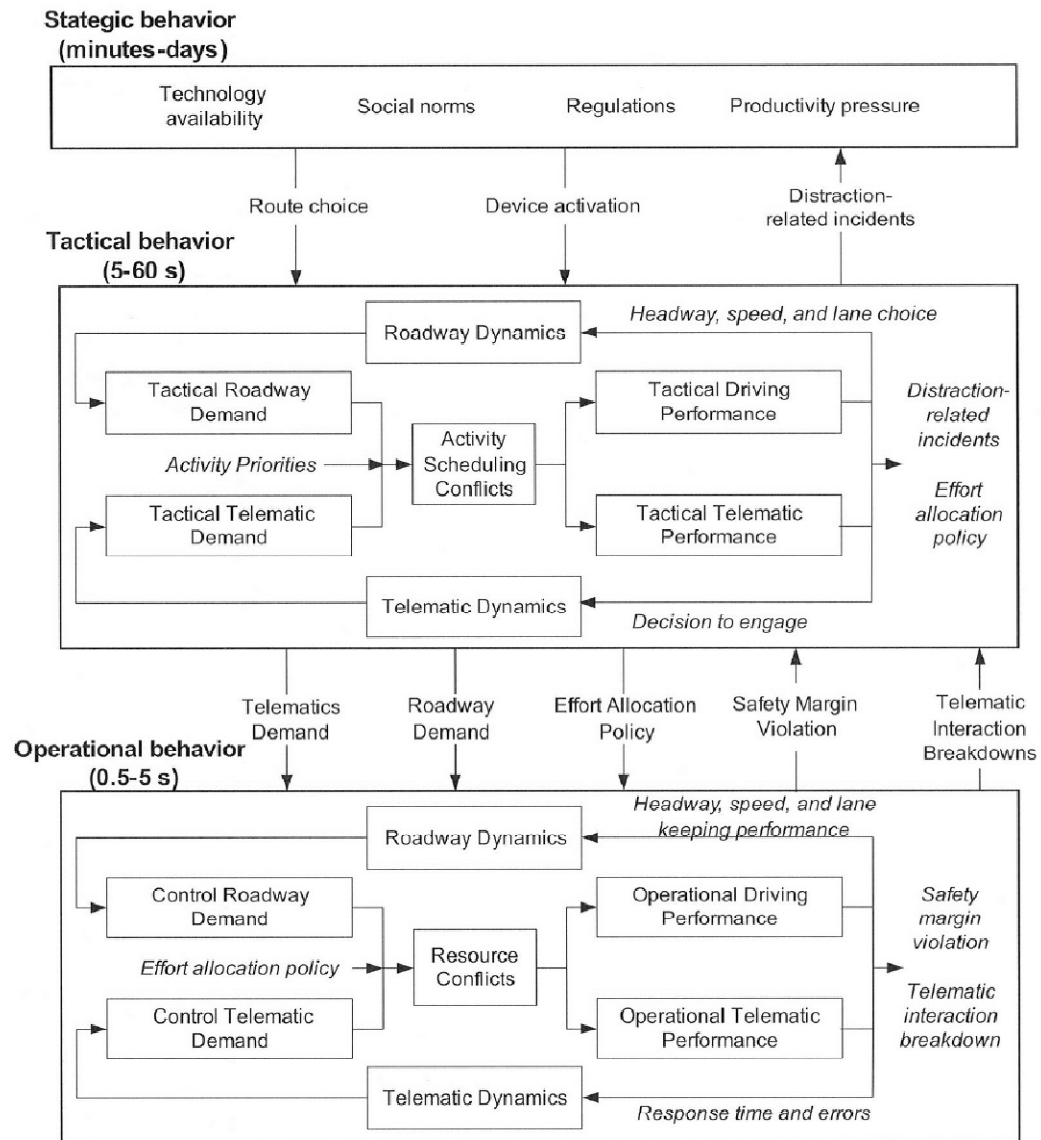 Stategic behavior
(minutes-days)
Technology
availability
Social norms
Regulations
Productivity pressure
Route choice
Device activation
Distraction-
related incidents
Tactical behavior
(5-60 s)
Roadway Dynamics
Headway, speed, and lane choice
Tactical Roadway
Demand
Tactical Driving
Performance
Activity Priorities
Activity
Scheduling
Conflicts
Distraction-
related
incidents
Tactical Telematic
Demand
Tactical Telematic
Performance
Effort
allocation
policy
Telematic Dynamics
Decision to engage
Telematics
Demand
Roadway
Demand
Effort Allocation
Policy
Safety Margin
Violation
Telematic
Interaction
Breakdowns
Operational behavior
(0.5-5 s)
Roadway Dynamics
Headway, speed, and lane
keeping performance
Control Roadway
Demand
Operational Driving
Performance
Effort allocation policy
Resource
Conflicts
Safety
margin
violation
Control Telematic
Demand
Operational Telematic
Performance
Telematic
interaction
breakdown
Telematic Dynamics
Response time and errors